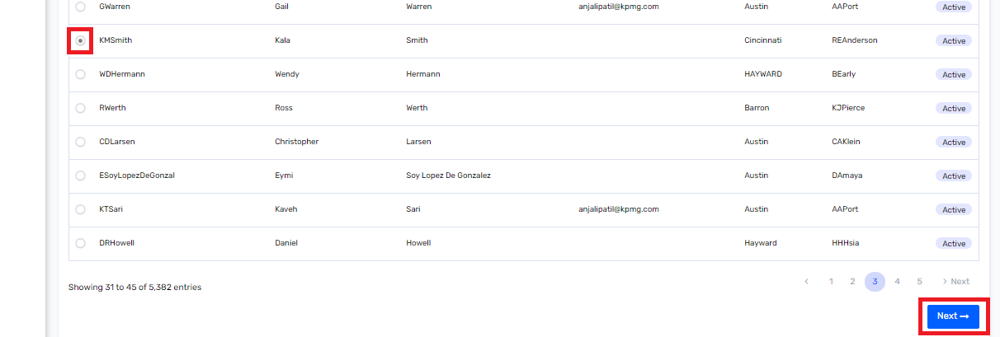 GWarren Gail Warren anjalipatil@kpmg.com Austin AAPort Active
KMSmith Kala Smith Cincinnati REAnderson Active
WDHermann Wendy Hermann HAYWARD BEarly Active
RWerth Ross Werth Barron KJPierce Active
CDLarsen Christopher Larsen Austin CAKlein Active
ESoyLopezDeGonzal Eymi Soy Lopez De Gonzalez Austin DAmaya Active
KTSari Kaveh Sari anjalipatil@kpmg.com Austin AAPort Active
DRHowell Daniel Howell Hayward HHHsia Active
Showing 31 to 45 of 5,382 entries
‹ 1 2 3 4 5 › Next
Next →